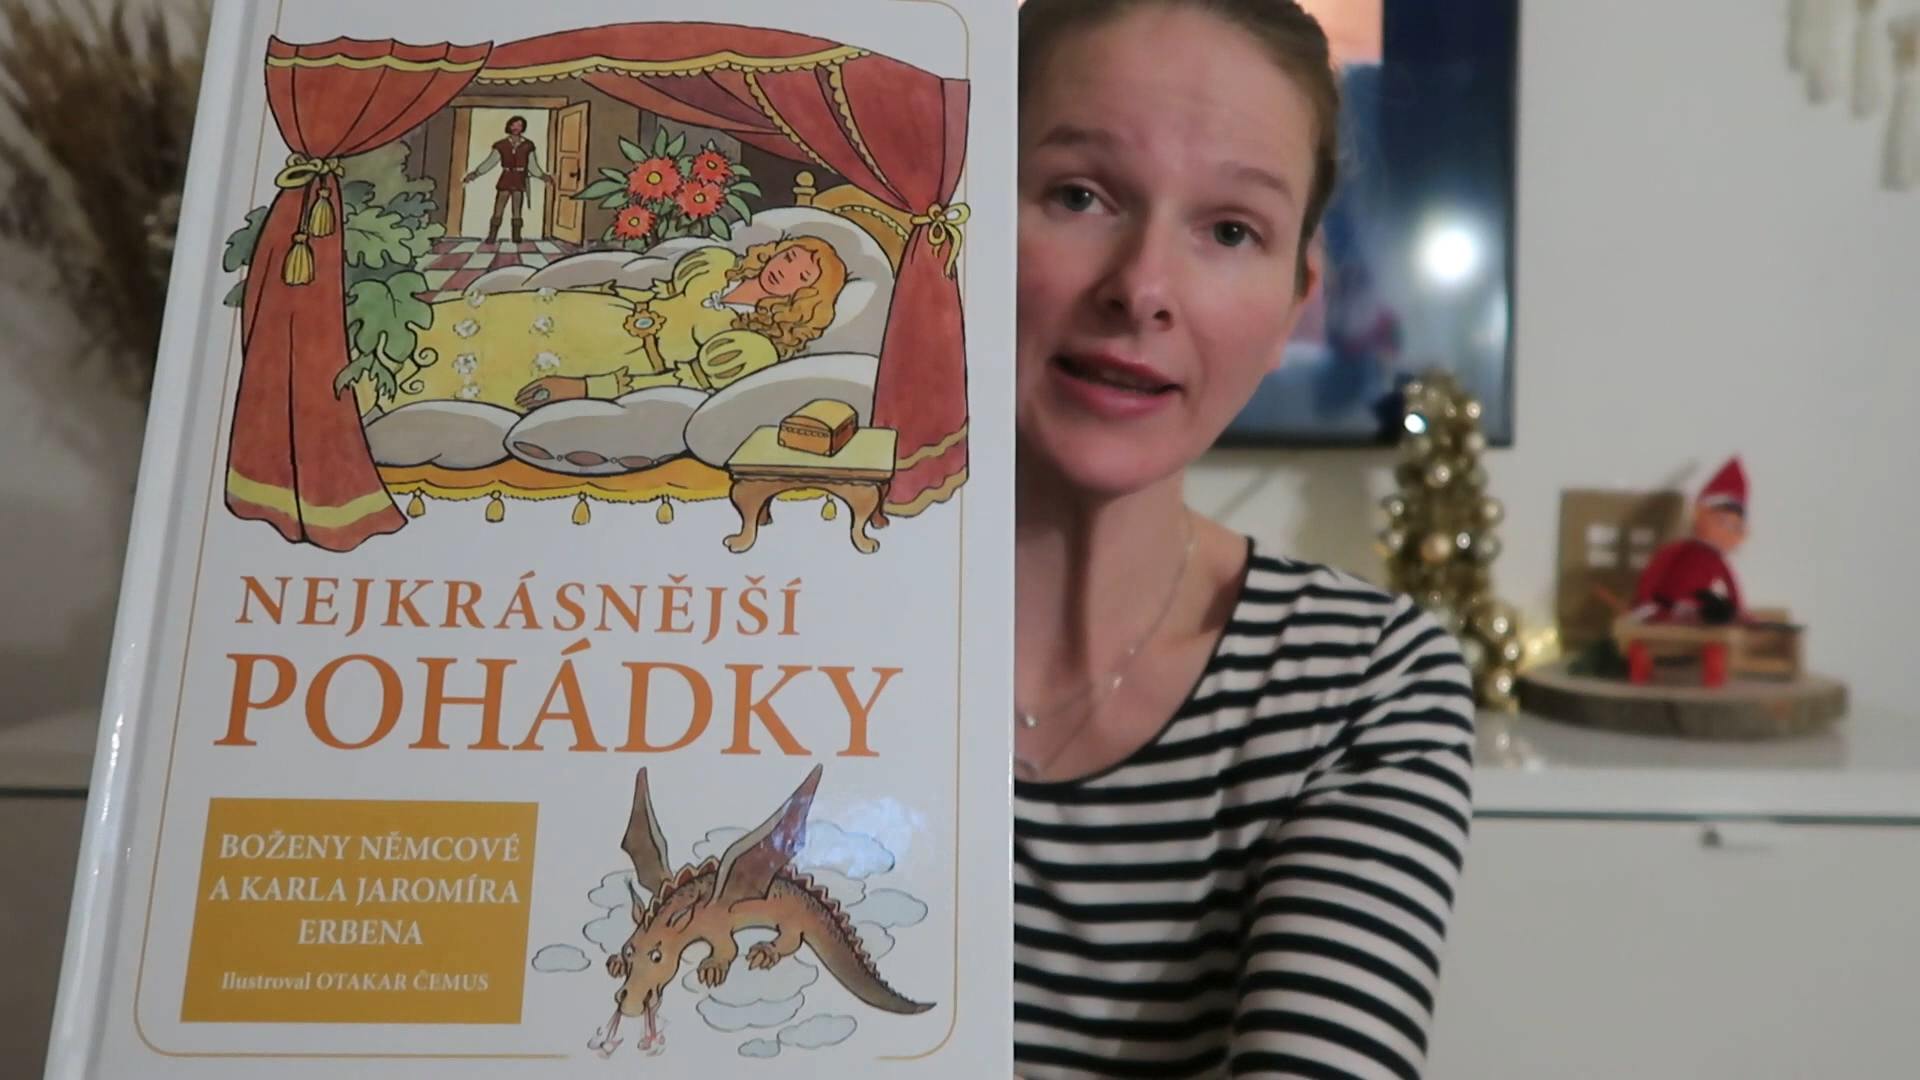 NEJKRÁSNĚJŠÍ
POHÁDKY
BOŽENY NĚMCOVÉ
A KARLA JAROMÍRA
ERBENA
Ilustroval OTAKAR ČEMUS